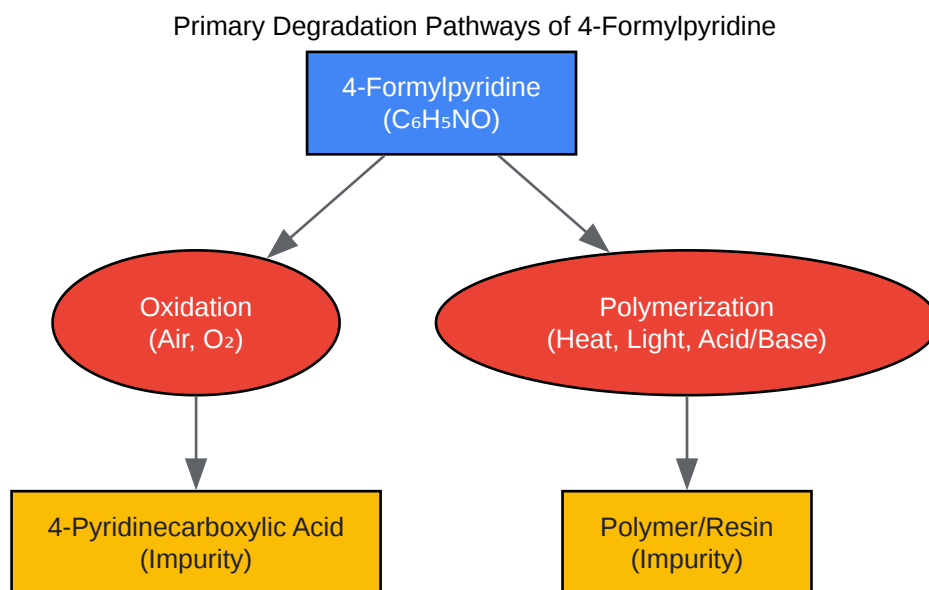 Primary Degradation Pathways of 4-Formylpyridine
4-Formylpyridine
(C₆H₅NO)
Oxidation
(Air, O₂)
Polymerization
(Heat, Light, Acid/Base)
4-Pyridinecarboxylic Acid
(Impurity)
Polymer/Resin
(Impurity)